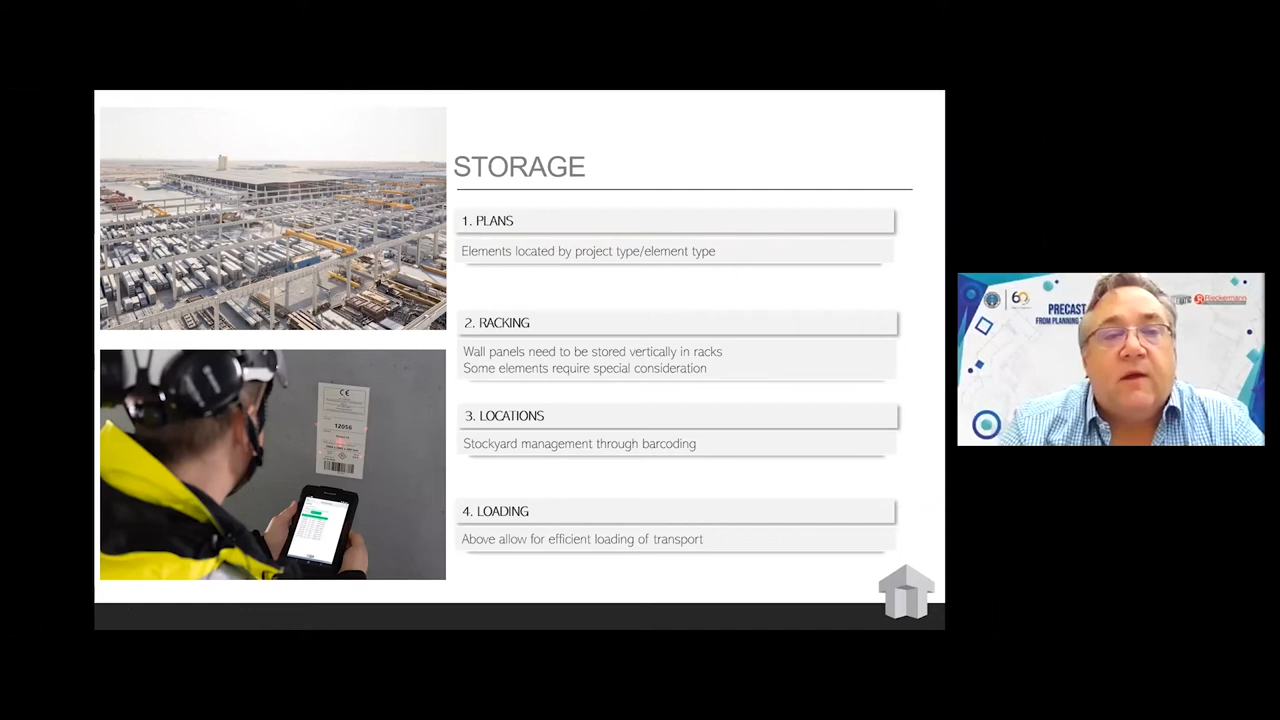 STORAGE
1. PLANS
Elements located by project type/element type
2. RACKING
Wall panels need to be stored vertically in racks
Some elements require special consideration
3. LOCATIONS
Stockyard management through barcoding
4. LOADING
Above allow for efficient loading of transport
CE
12056
60
Rieckermann
PRECAST
FROM PLANNING